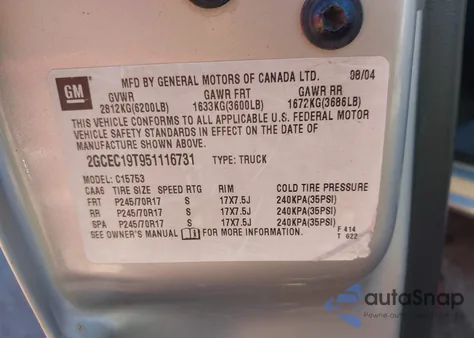 GM
MFD BY GENERAL MOTORS OF CANADA LTD. 08/04
GVWR GAWR FRT GAWR RR
2812KG(6200LB) 1633KG(3600LB) 1672KG(3686LB)
THIS VEHICLE CONFORMS TO ALL APPLICABLE U.S. FEDERAL MOTOR
VEHICLE SAFETY STANDARDS IN EFFECT ON THE DATE OF
MANUFACTURE SHOWN ABOVE.
2GCEC19T951116731 TYPE: TRUCK
MODEL: C15753
CAA6 TIRE SIZE SPEED RTG RIM COLD TIRE PRESSURE
FRT P245/70R17 S 17X7.5J 240KPA(35PSI)
RR P245/70R17 S 17X7.5J 240KPA(35PSI)
SPA P245/70R17 S 17X7.5J 240KPA(35PSI)
SEE OWNER'S MANUAL FOR MORE INFORMATION.
F 414
T 622
autoSnap
Pewne auto